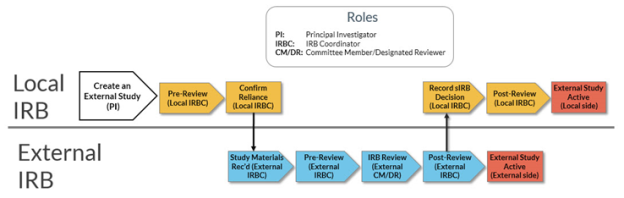 Roles
PI: Principal Investigator
IRBC: IRB Coordinator
CM/DR: Committee Member/Designated Reviewer
Local
IRB
Create an
External Study
(PI)
Pre-Review
(Local IRBC)
Confirm
Reliance
(Local IRBC)
Record sIRB
Decision
(Local IRBC)
Post-Review
(Local IRBC)
External Study
Active
(Local side)
External
IRB
Study Materials
Rec'd (External
IRBC)
Pre-Review
(External
IRBC)
IRB Review
(External
CM/DR)
Post-Review
(External
IRBC)
External Study
Active
(External side)